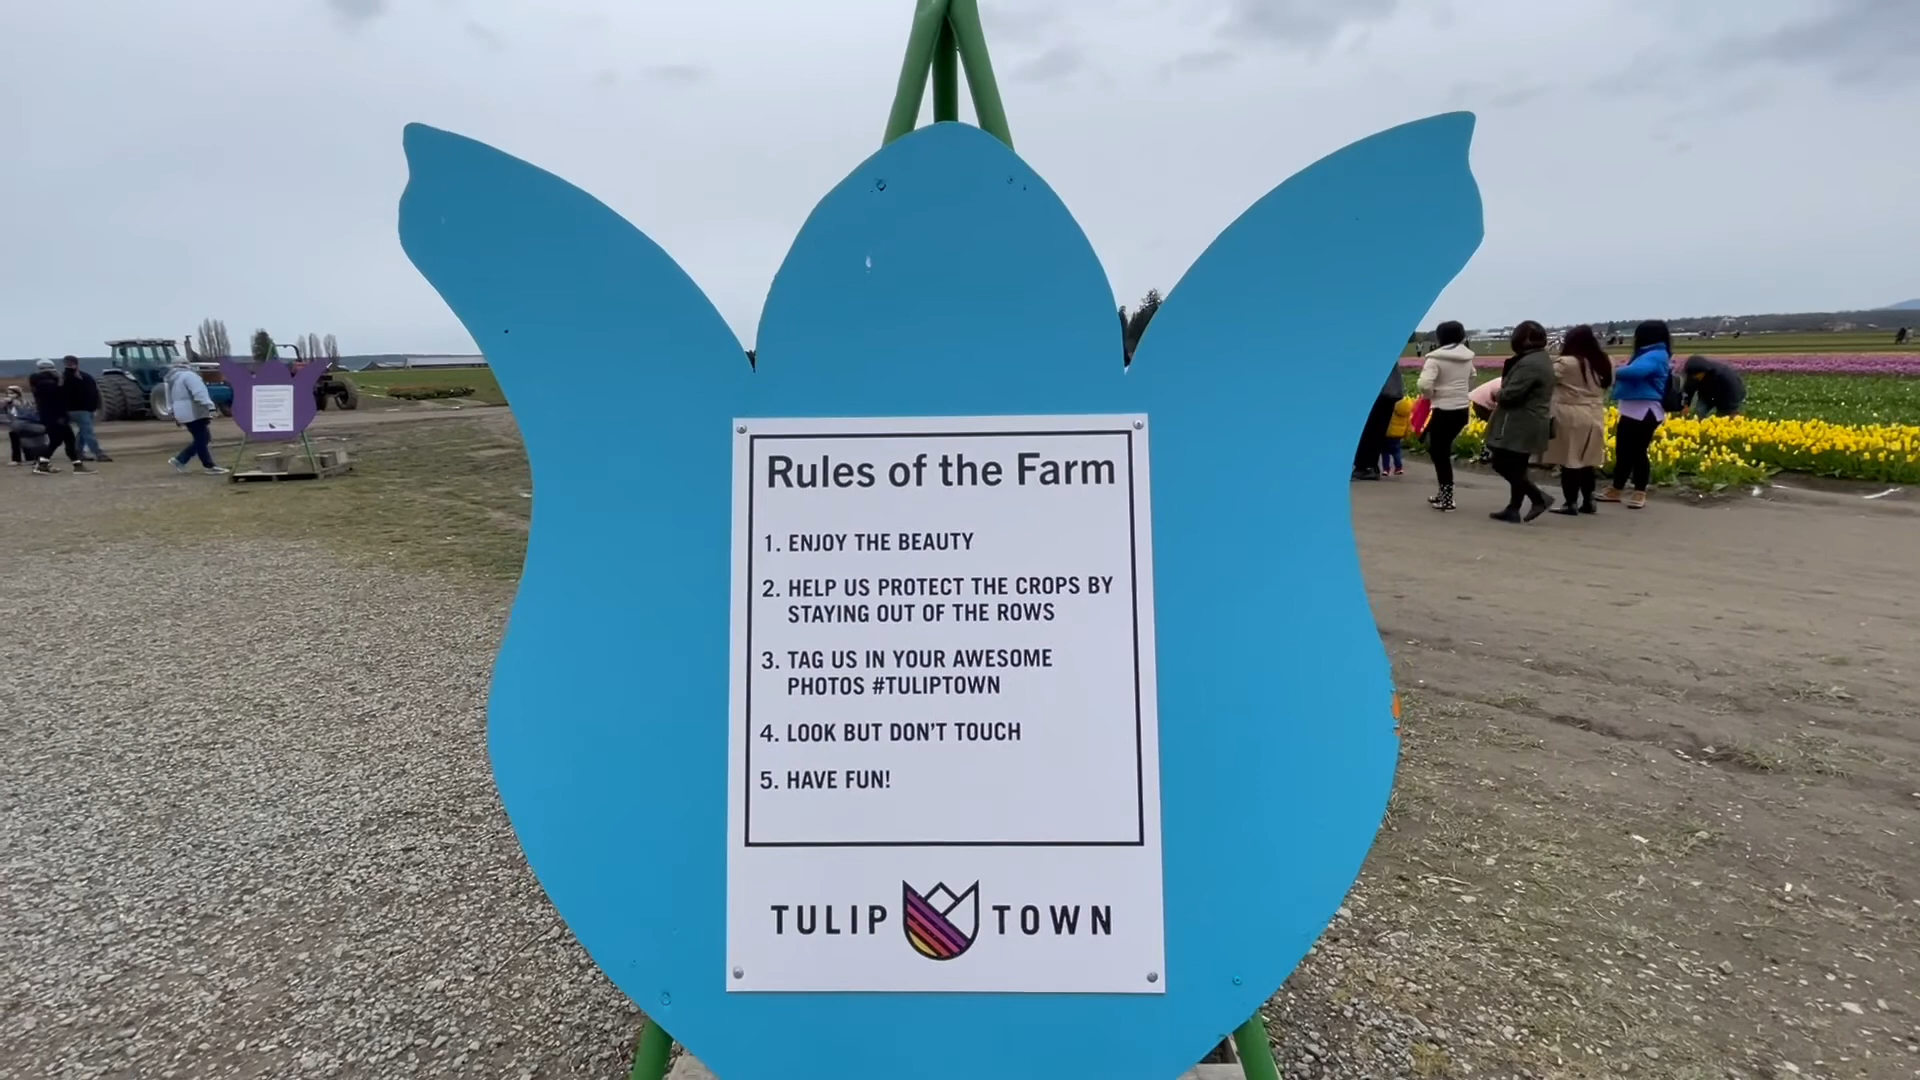 Rules of the Farm
1. ENJOY THE BEAUTY
2. HELP US PROTECT THE CROPS BY
STAYING OUT OF THE ROWS
3. TAG US IN YOUR AWESOME
PHOTOS #TULIPTOWN
4. LOOK BUT DON'T TOUCH
5. HAVE FUN!
TULIP TOWN